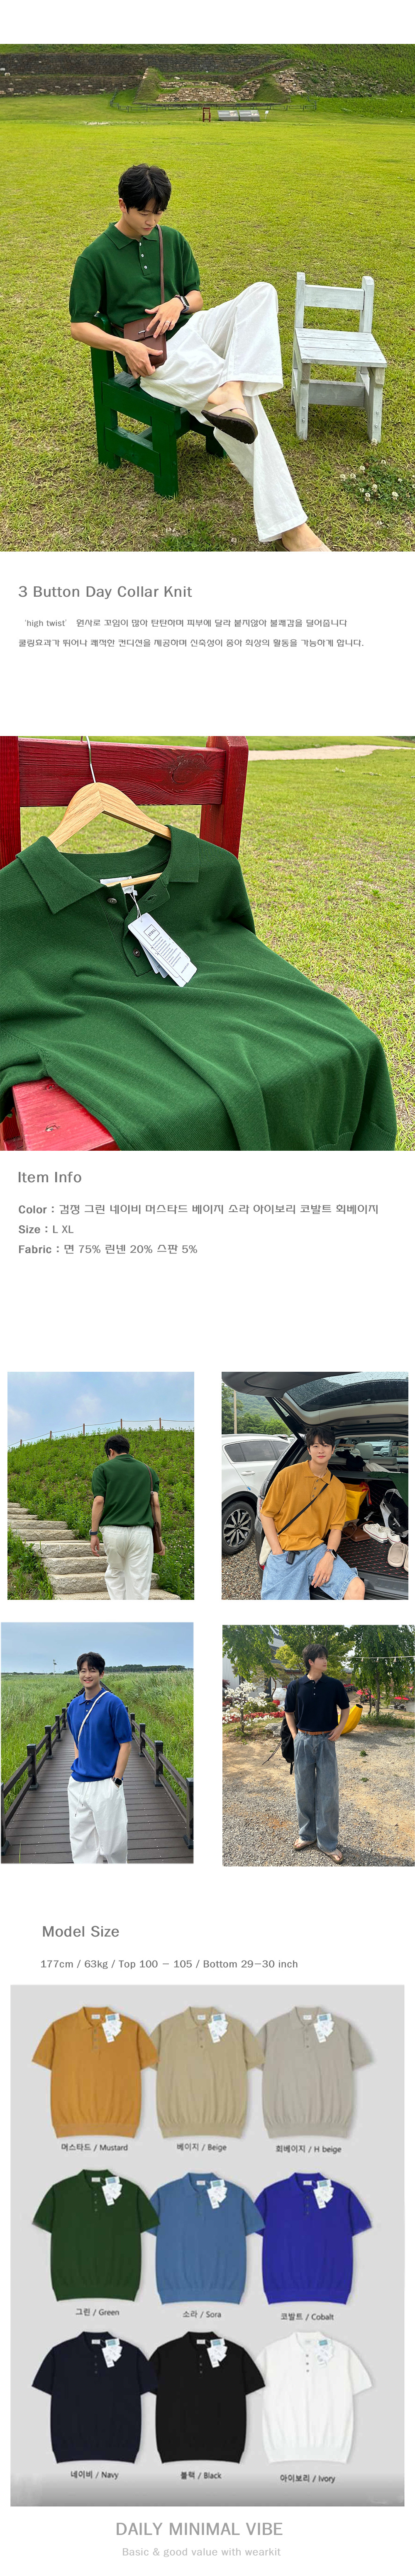 3 Button Day Collar Knit
'high twist' 원사로 꼬임이 많아 탄탄하며 피부에 달라 붙지않아 불쾌감을 덜어줍니다
쿨링효과가 뛰어나 쾌적한 컨디션을 제공하며 신축성이 좋아 최상의 활동을 가능하게 합니다.
Item Info
Color : 검정 그린 네이비 머스타드 베이지 소라 아이보리 코발트 회베이지
Size : L XL
Fabric : 면 75% 린넨 20% 스판 5%
Model Size
177cm / 63kg / Top 100 - 105 / Bottom 29-30 inch
머스타드 / Mustard
베이지 / Beige
회베이지 / H beige
그린 / Green
소라 / Sora
코발트 / Cobalt
네이비 / Navy
블랙 / Black
아이보리 / Ivory
DAILY MINIMAL VIBE
Basic & good value with wearkit